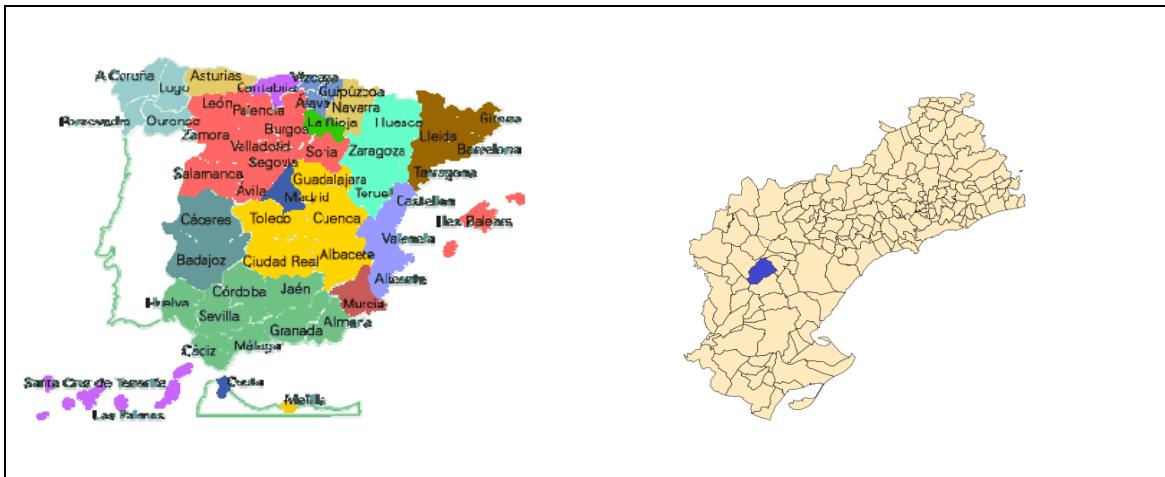 A Coruña
Lugo
Asturias
Cantabria
Vizcaya
Guipúzcoa
Pontevedra
Ourense
León
Palencia
Álava
Navarra
Huesca
Lleida
Girona
Zamora
Burgos
La Rioja
Barcelona
Valladolid
Soria
Zaragoza
Segovia
Tarragona
Salamanca
Ávila
Guadalajara
Madrid
Teruel
Castellon
Cáceres
Toledo
Cuenca
Illes Balears
Valencia
Badajoz
Ciudad Real
Albacete
Alicante
Huelva
Córdoba
Jaén
Murcia
Sevilla
Granada
Almería
Cádiz
Málaga
Santa Cruz de Tenerife
Ceuta
Las Palmas
Melilla